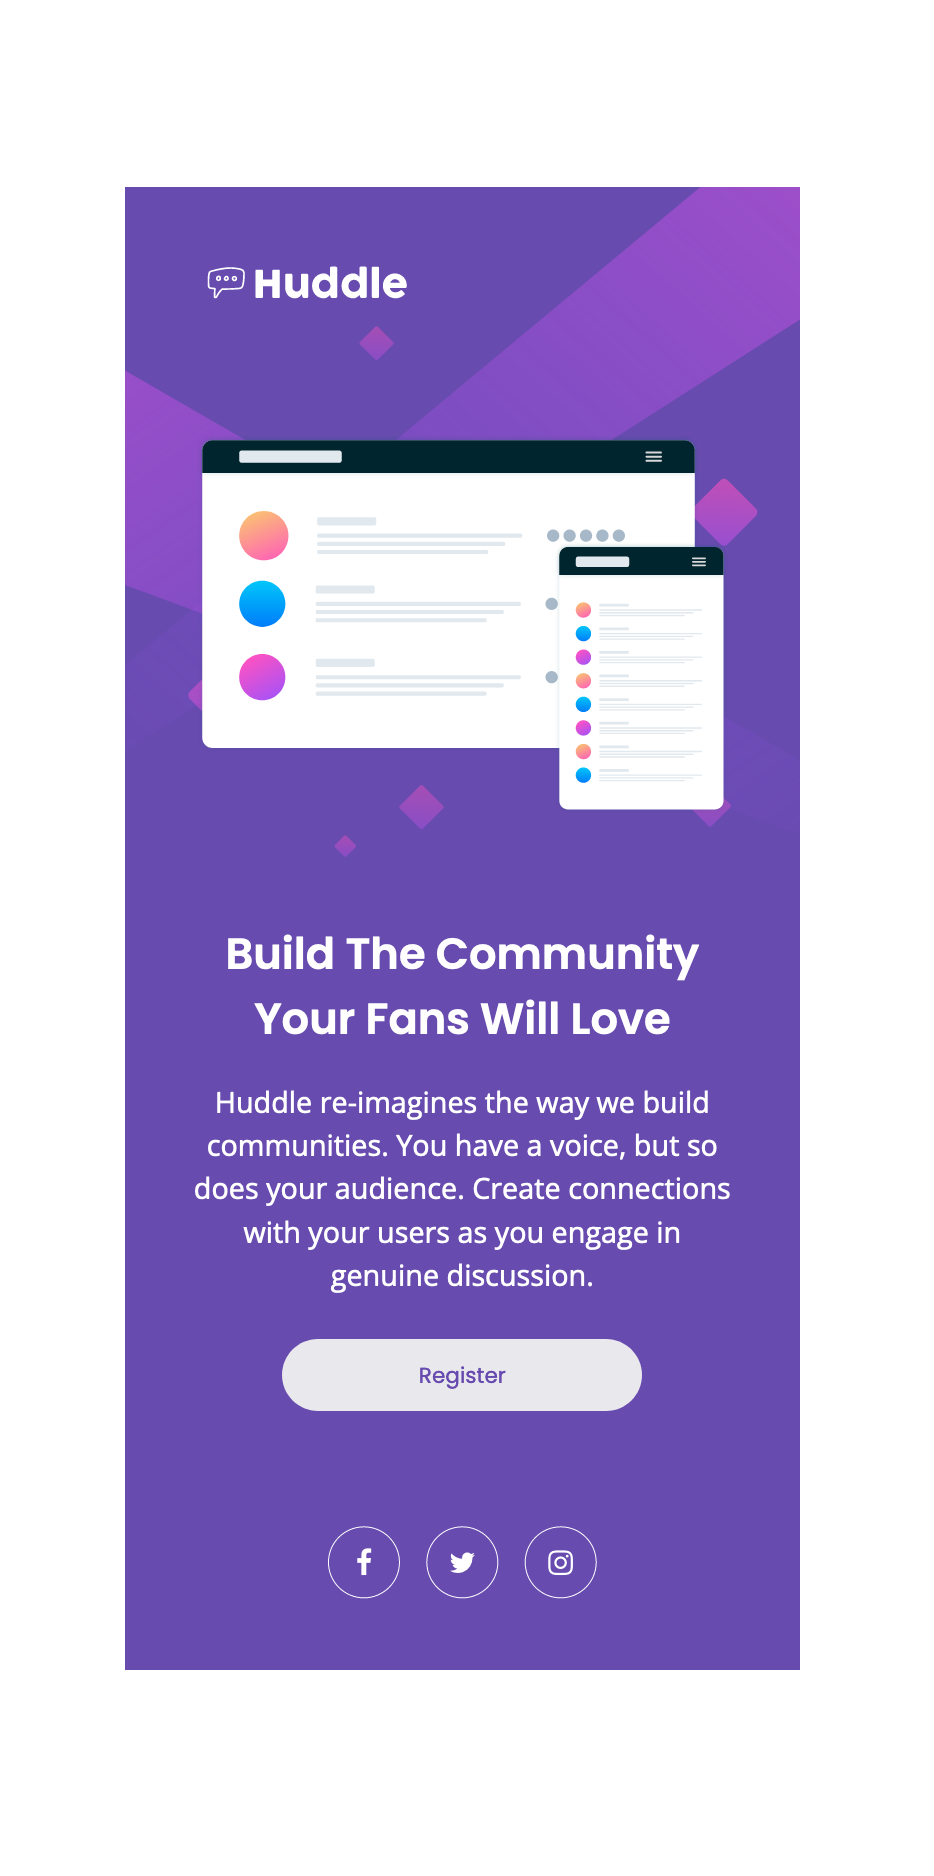 Huddle
Build The Community
Your Fans Will Love
Huddle re-imagines the way we build
communities. You have a voice, but so
does your audience. Create connections
with your users as you engage in
genuine discussion.
Register